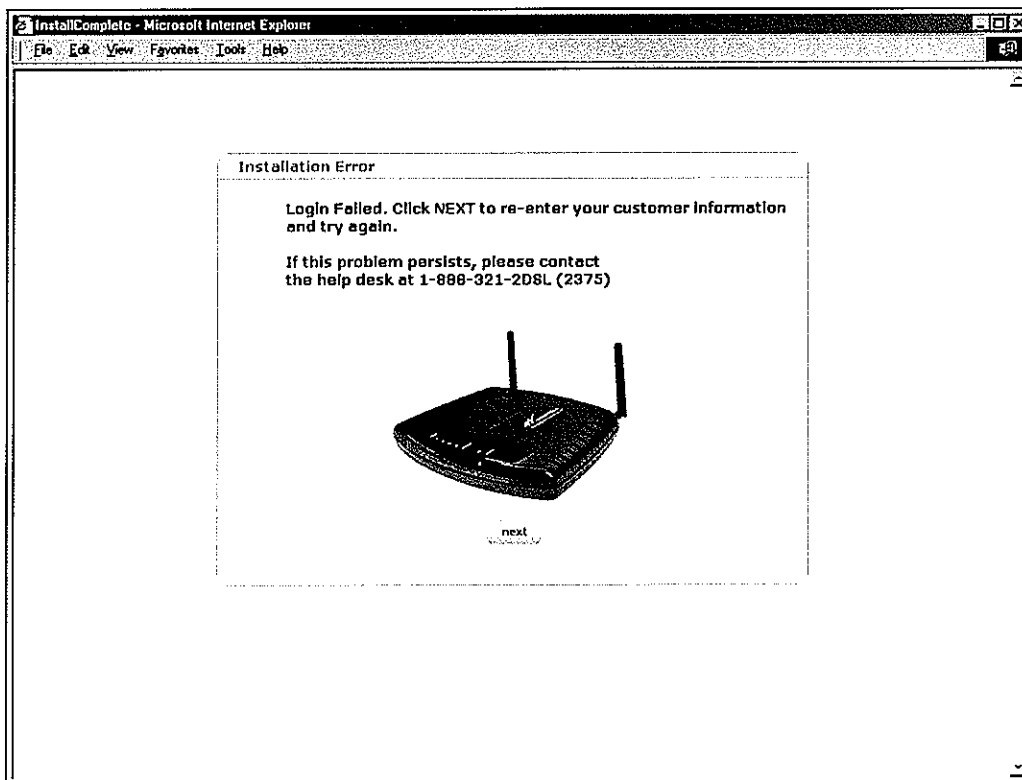 InstallComplete - Microsoft Internet Explorer
File Edit View Favorites Tools Help
Installation Error
Login Failed. Click NEXT to re-enter your customer information
and try again.
If this problem persists, please contact
the help desk at 1-888-321-2DSL (2375)
next